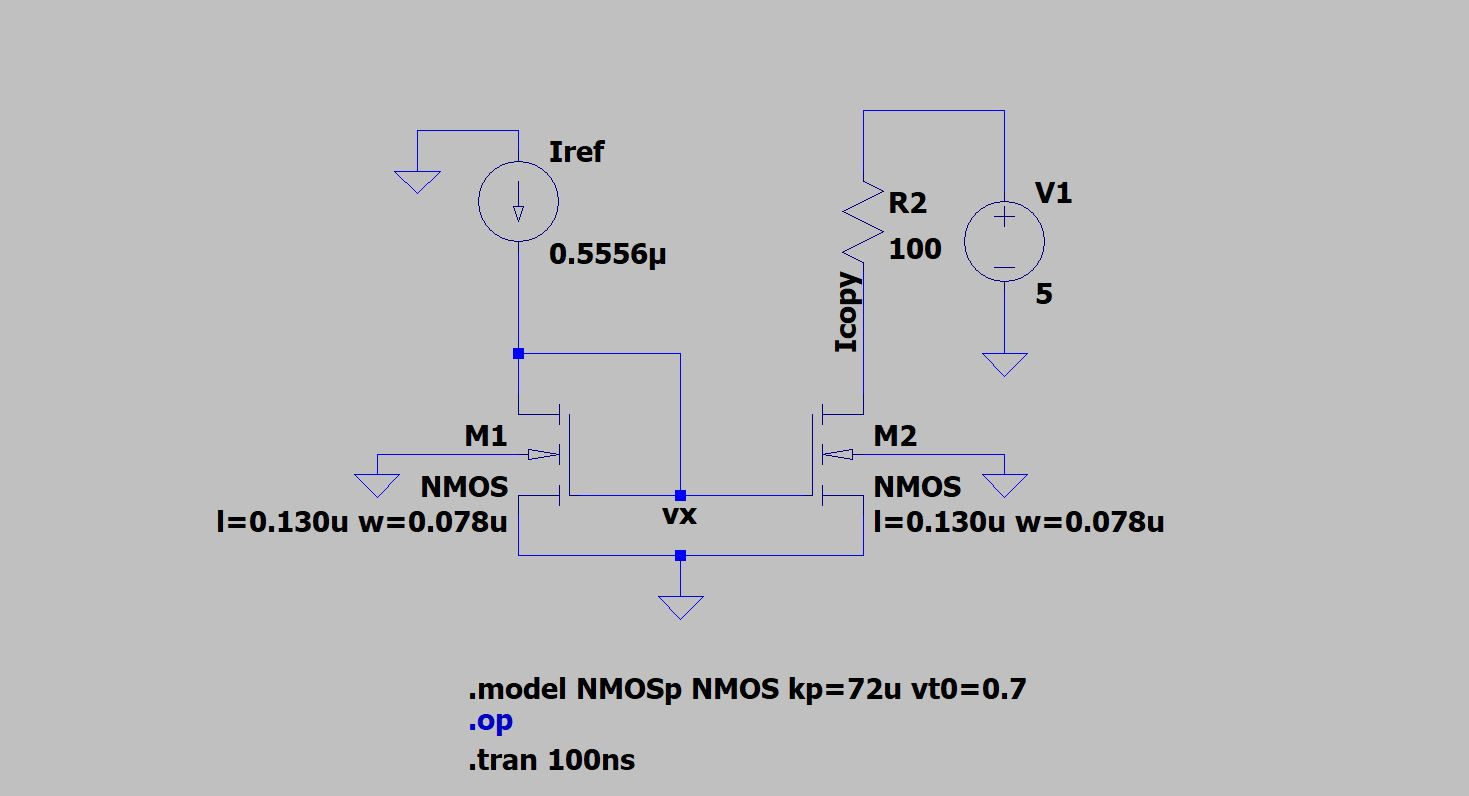 Iref
0.5556µ
R2
100
V1
5
Icopy
M1
NMOS
l=0.130u w=0.078u
M2
NMOS
l=0.130u w=0.078u
vx
.model NMOSp NMOS kp=72u vt0=0.7
.op
.tran 100ns